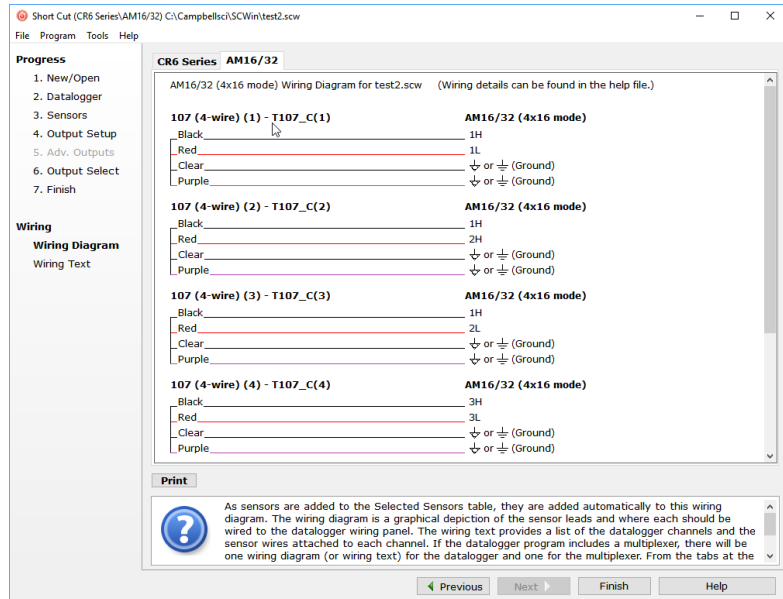 Short Cut (CR6 Series\AM16/32) C:\Campbellsci\SCWin\test2.scw
File Program Tools Help
Progress
1. New/Open
2. Datalogger
3. Sensors
4. Output Setup
5. Adv. Outputs
6. Output Select
7. Finish
Wiring
Wiring Diagram
Wiring Text
CR6 Series AM16/32
AM16/32 (4x16 mode) Wiring Diagram for test2.scw (Wiring details can be found in the help file.)
107 (4-wire) (1) - T107_C(1) AM16/32 (4x16 mode)
Black 1H
Red 1L
Clear or (Ground)
Purple or (Ground)
107 (4-wire) (2) - T107_C(2) AM16/32 (4x16 mode)
Black 1H
Red 2H
Clear or (Ground)
Purple or (Ground)
107 (4-wire) (3) - T107_C(3) AM16/32 (4x16 mode)
Black 1H
Red 2L
Clear or (Ground)
Purple or (Ground)
107 (4-wire) (4) - T107_C(4) AM16/32 (4x16 mode)
Black 3H
Red 3L
Clear or (Ground)
Purple or (Ground)
Print
As sensors are added to the Selected Sensors table, they are added automatically to this wiring
diagram. The wiring diagram is a graphical depiction of the sensor leads and where each should be
wired to the datalogger wiring panel. The wiring text provides a list of the datalogger channels and the
sensor wires attached to each channel. If the datalogger program includes a multiplexer, there will be
one wiring diagram (or wiring text) for the datalogger and one for the multiplexer. From the tabs at the
Previous Next Finish Help